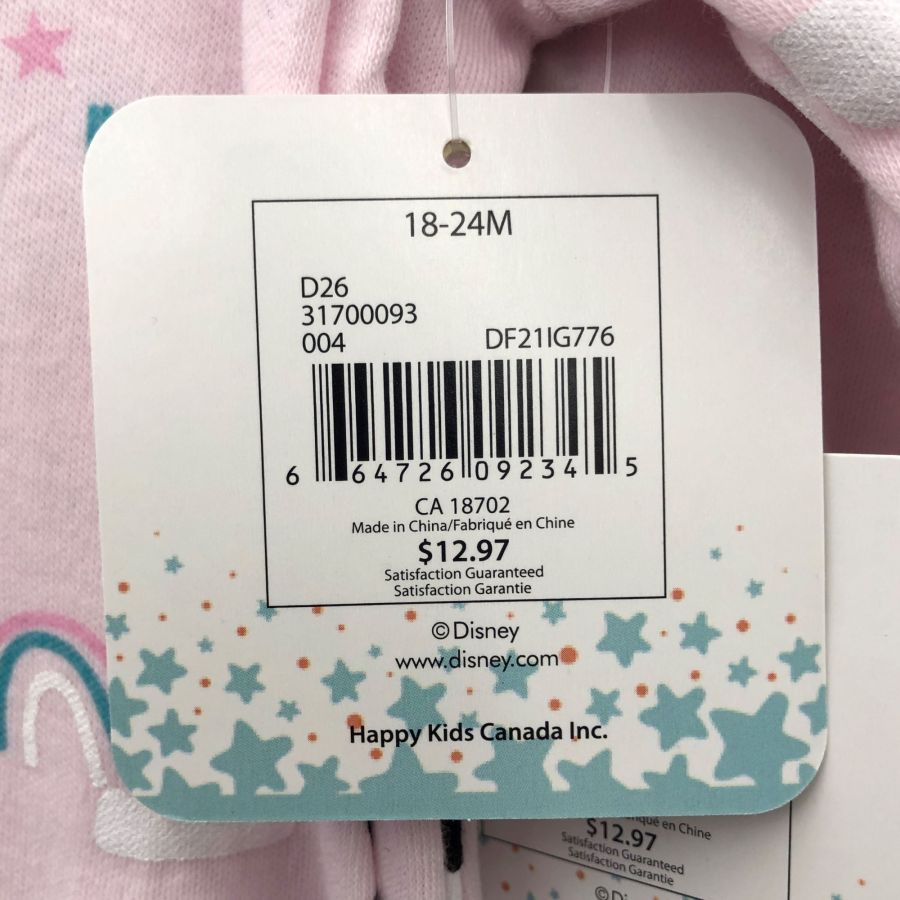 18-24M
D26
31700093
004
DF21IG776
6 64726 09234 5
CA 18702
Made in China/Fabriqué en Chine
$12.97
Satisfaction Guaranteed
Satisfaction Garantie
©Disney
www.disney.com
Happy Kids Canada Inc.
en Chine
$12.97
Satisfaction Guaranteed
Satisfaction Garantie